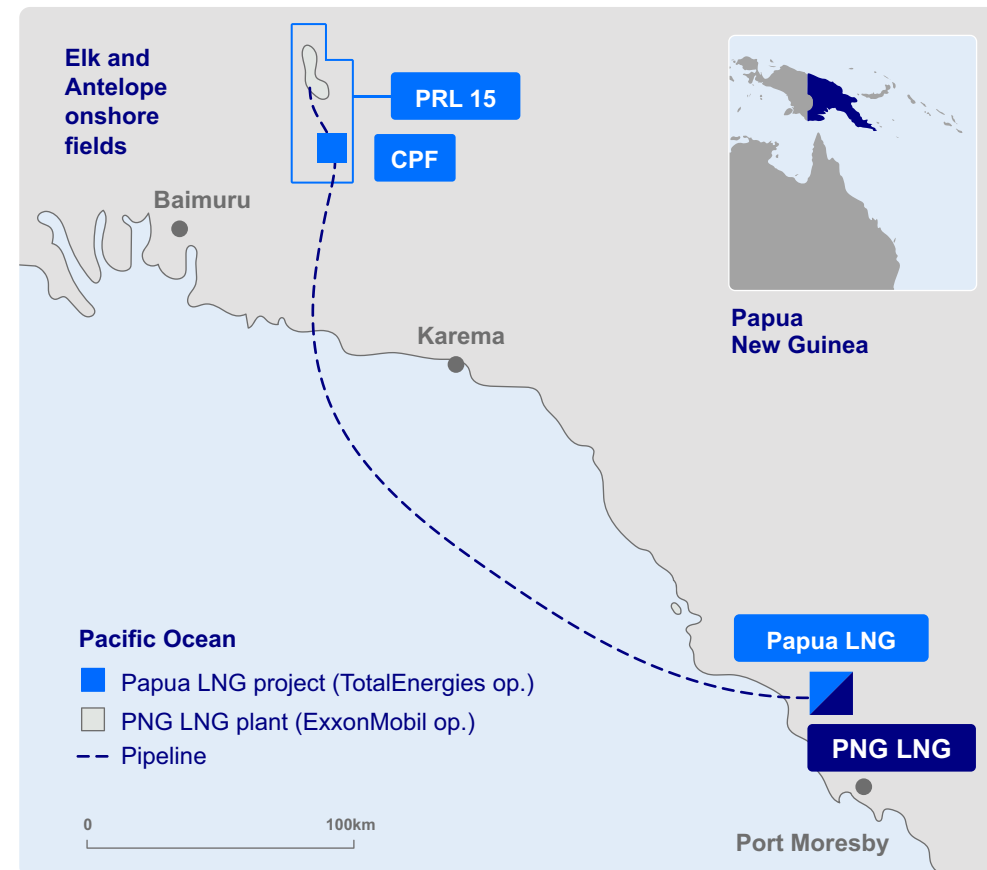 Elk and
Antelope
onshore
fields
PRL 15
CPF
Baimuru
Karema
Papua
New Guinea
Pacific Ocean
Papua LNG project (TotalEnergies op.)
PNG LNG plant (ExxonMobil op.)
Pipeline
0 100km
Papua LNG
PNG LNG
Port Moresby